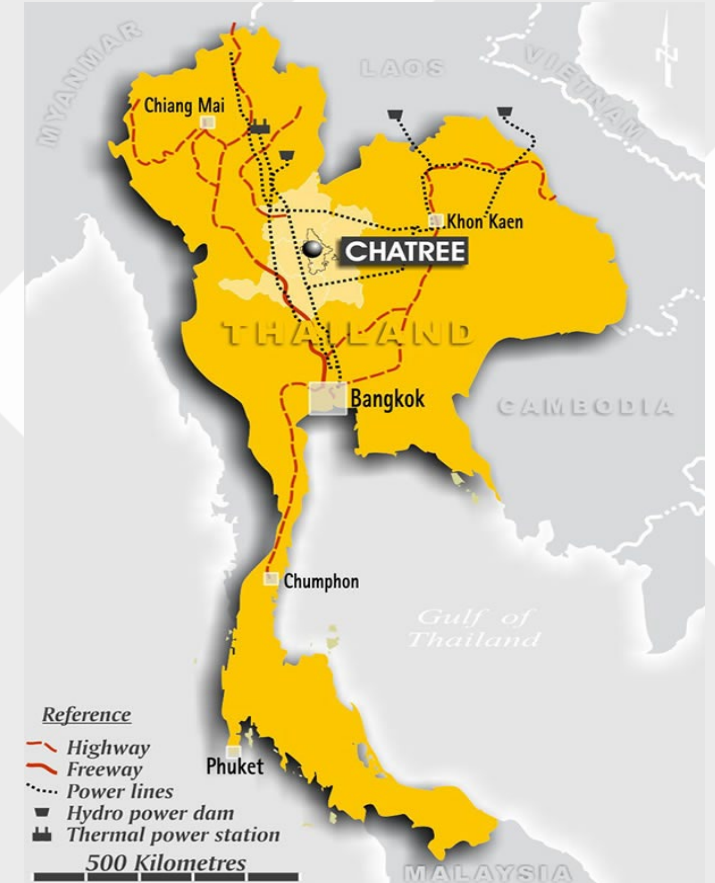 MYANMAR
LAOS
VIETNAM
N
Chiang Mai
Khon Kaen
CHATREE
THAILAND
Bangkok
CAMBODIA
Chumphon
Gulf of
Thailand
Reference
Highway
Freeway
Power lines
Hydro power dam
Thermal power station
500 Kilometres
Phuket
MALAYSIA